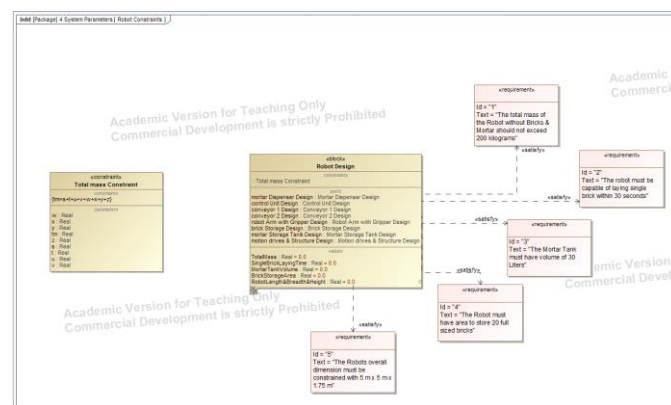 bdd [Package] 4 System Parameters [ Robot Constraints ]
Academic Version for Teaching Only
Commercial Development is strictly Prohibited
Academic
Commerci
«requirement»
Id = "1"
Text = "The total mass of
the Robot without Bricks &
Mortar should not exceed
200 kilograms"
«satisfy»
«requirement»
Id = "2"
Text = "The robot must be
capable of laying single
brick within 30 seconds"
«satisfy»
«constraint»
Total mass Constraint
constraints
parameters
w : Real
x : Real
y : Real
tm : Real
z : Real
s : Real
t : Real
u : Real
v : Real
«block»
Robot Design
constraints
Total mass Constraint
parts
mortar Dispenser Design : Mortar Dispenser Design
control Unit Design : Control Unit Design
conveyor 1 Design : Conveyor 1 Design
conveyor 2 Design : Conveyor 2 Design
robot Arm with Gripper Design : Robot Arm with Gripper Design
brick Storage Design : Brick Storage Design
mortar Storage Tank Design : Mortar Storage Tank Design
motion drives & Structure Design : Motion drives & Structure Design
values
TotalMass : Real = 0.0
SingleBrickLayingTime : Real = 0.0
MortarTankVolume : Real = 0.0
BrickStorageArea : Real = 0.0
RobotLength&Breadth&Height : Real = 0.0
«satisfy»
«requirement»
Id = "3"
Text = "The Mortar Tank
must have volume of 30
Liters"
«satisfy»
«requirement»
Id = "4"
Text = "The Robot must
have area to store 20 full
sized bricks"
Academic Version for Teaching Only
Commercial Development is strictly Prohibited
emic Version
mercial Devel
«satisfy»
«requirement»
Id = "5"
Text = "The Robots overall
dimension must be
constrained with 5 m x 5 m x
1.75 m"